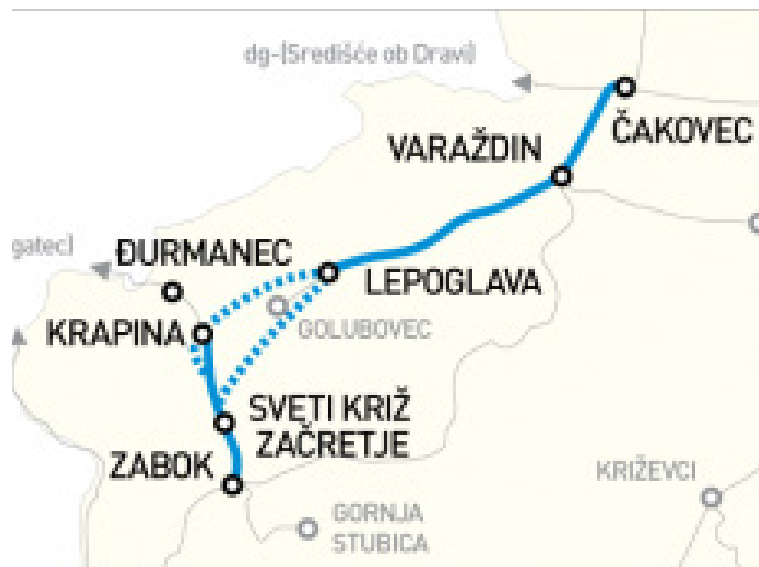 dg-(Središće ob Dravi)
ČAKOVEC
VARAŽDIN
gatec)
ĐURMANEC
LEPOGLAVA
GOLUBOVEC
KRAPINA
SVETI KRIŽ
ZAČRETJE
ZABOK
KRIŽEVCI
GORNJA
STUBICA